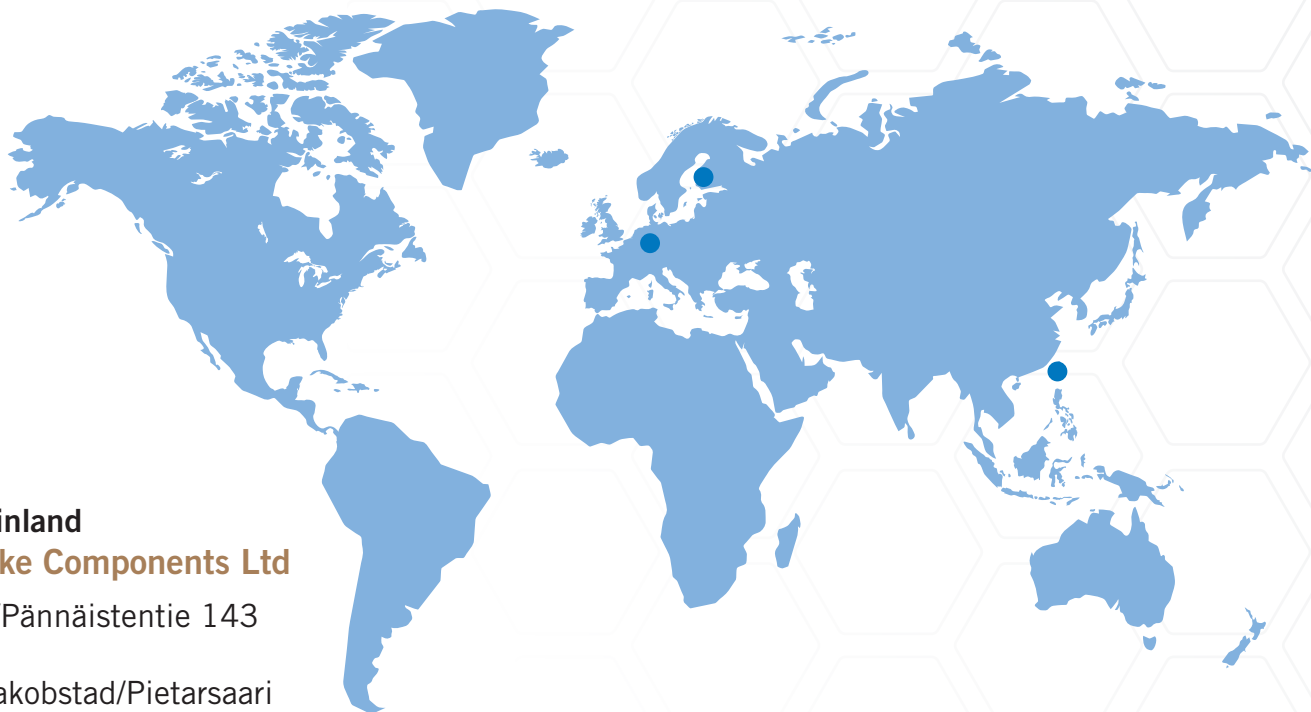 inland
ke Components Ltd
/Pännäistentie 143
akobstad/Pietarsaari